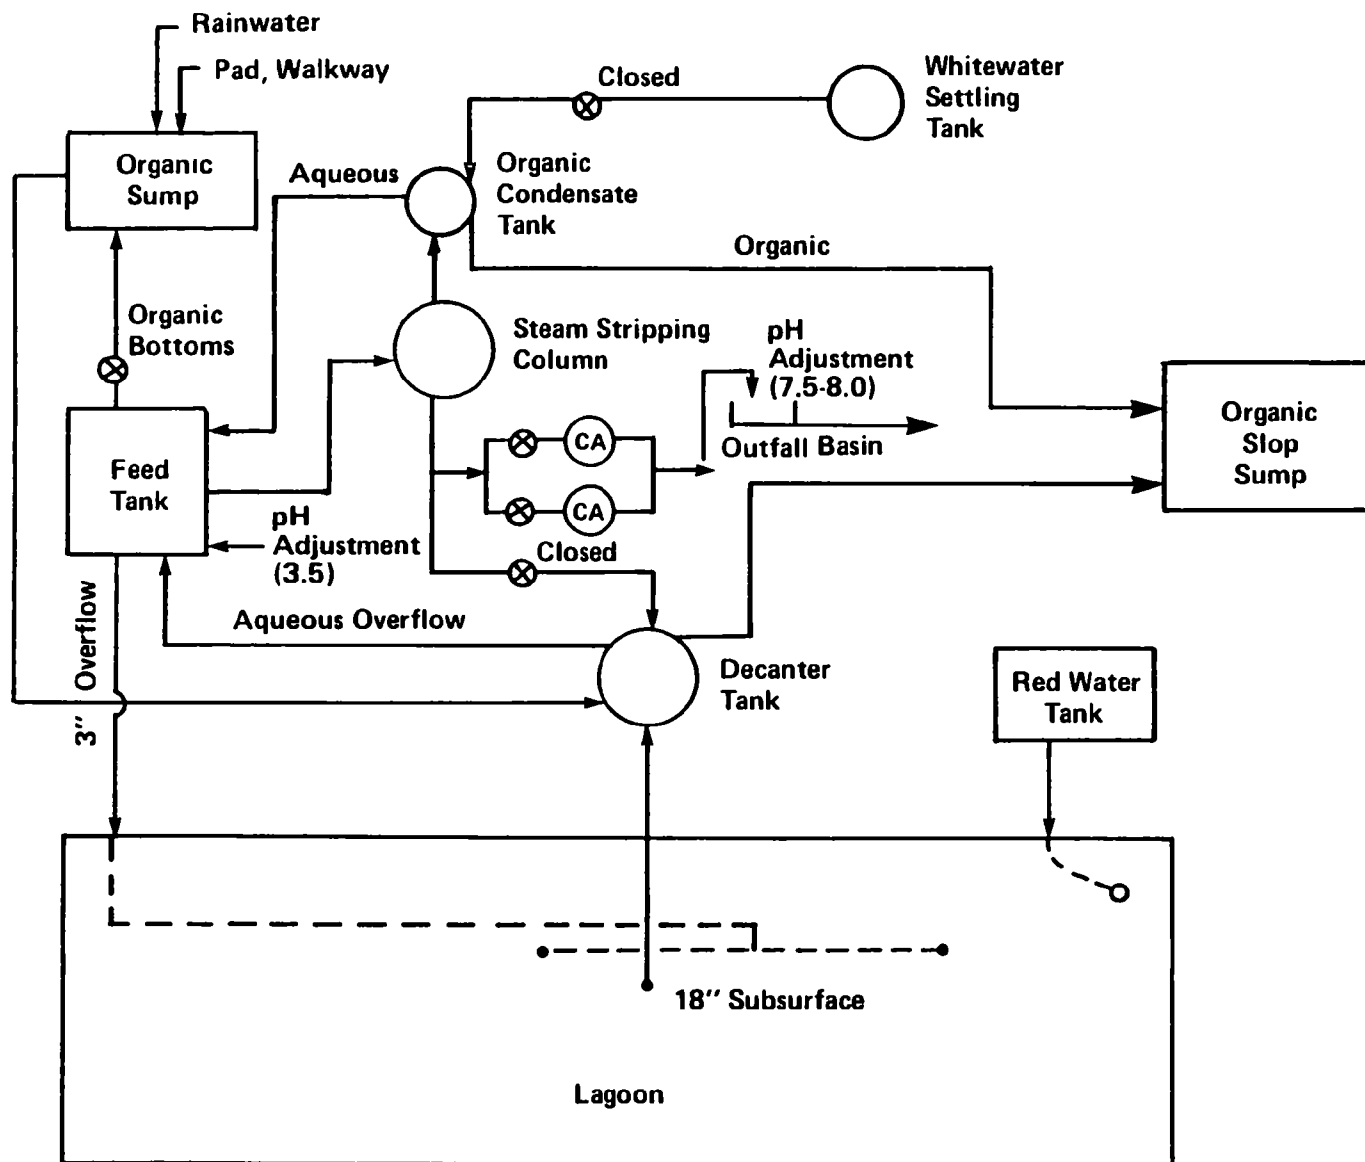 Rainwater
Pad, Walkway
Closed
Whitewater
Settling
Tank
Organic
Sump
Aqueous
Organic
Condensate
Tank
Organic
Organic
Bottoms
Steam Stripping
Column
pH
Adjustment
(7.5-8.0)
Organic
Slop
Sump
CA
Outfall Basin
Feed
Tank
CA
pH
Adjustment
(3.5)
Closed
3" Overflow
Aqueous Overflow
Decanter
Tank
Red Water
Tank
18" Subsurface
Lagoon